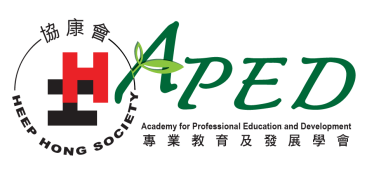 協康會
HEEP HONG SOCIETY
APED
Academy for Professional Education and Development
專業教育及發展學會